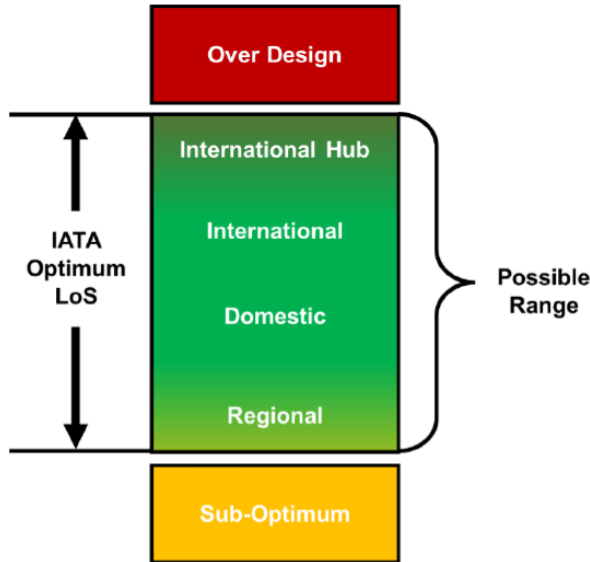 Over Design
International Hub
International
Domestic
Regional
Sub-Optimum
IATA
Optimum
LoS
Possible
Range